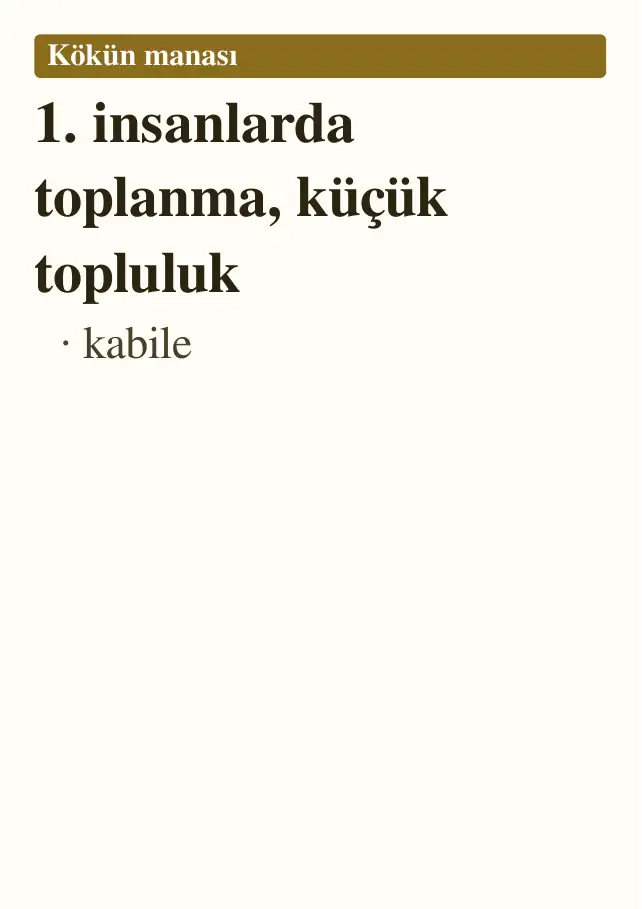 Kökün manası
1. insanlarda
toplanma, küçük
topluluk
· kabile